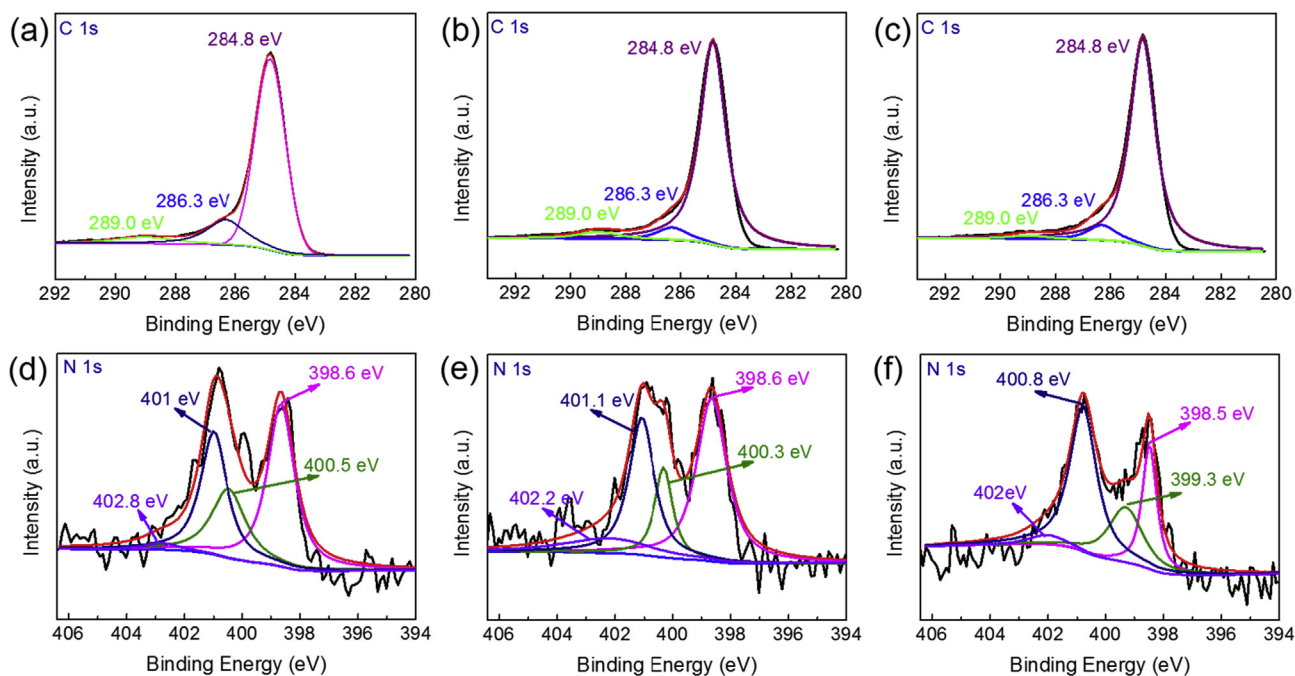 (a)
C 1s
284.8 eV
286.3 eV
289.0 eV
Intensity (a.u.)
292 290 288 286 284 282 280
Binding Energy (eV)
(b)
C 1s
284.8 eV
286.3 eV
289.0 eV
Intensity (a.u.)
292 290 288 286 284 282 280
Binding Energy (eV)
(c)
C 1s
284.8 eV
286.3 eV
289.0 eV
Intensity (a.u.)
292 290 288 286 284 282 280
Binding Energy (eV)
(d)
N 1s
398.6 eV
401 eV
400.5 eV
402.8 eV
Intensity (a.u.)
406 404 402 400 398 396 394
Binding Energy (eV)
(e)
N 1s
398.6 eV
401.1 eV
400.3 eV
402.2 eV
Intensity (a.u.)
406 404 402 400 398 396 394
Binding Energy (eV)
(f)
N 1s
400.8 eV
398.5 eV
399.3 eV
402eV
Intensity (a.u.)
406 404 402 400 398 396 394
Binding Energy (eV)